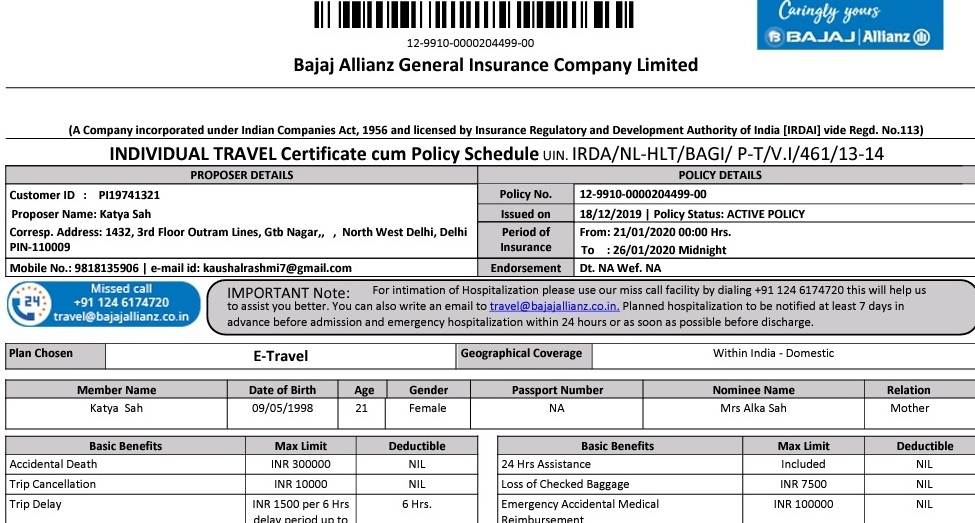 Caringly yours
B BAJAJ | Allianz
12-9910-0000204499-00
Bajaj Allianz General Insurance Company Limited
(A Company incorporated under Indian Companies Act, 1956 and licensed by Insurance Regulatory and Development Authority of India [IRDAI] vide Regd. No.113)
INDIVIDUAL TRAVEL Certificate cum Policy Schedule UIN. IRDA/NL-HLT/BAGI/ P-T/V.I/461/13-14
PROPOSER DETAILS POLICY DETAILS
Customer ID : PI19741321 Policy No. 12-9910-0000204499-00
Proposer Name: Katya Sah Issued on 18/12/2019 | Policy Status: ACTIVE POLICY
Corresp. Address: 1432, 3rd Floor Outram Lines, Gtb Nagar,, , North West Delhi, Delhi
PIN-110009
Period of
Insurance
From: 21/01/2020 00:00 Hrs.
To : 26/01/2020 Midnight
Mobile No.: 9818135906 | e-mail id: kaushalrashmi7@gmail.com Endorsement Dt. NA Wef. NA
24
Missed call
+91 124 6174720
travel@bajajallianz.co.in
IMPORTANT Note: For intimation of Hospitalization please use our miss call facility by dialing +91 124 6174720 this will help us
to assist you better. You can also write an email to travel@bajajallianz.co.in. Planned hospitalization to be notified at least 7 days in
advance before admission and emergency hospitalization within 24 hours or as soon as possible before discharge.
Plan Chosen E-Travel Geographical Coverage Within India - Domestic
Member Name Date of Birth Age Gender Passport Number Nominee Name Relation
Katya Sah 09/05/1998 21 Female NA Mrs Alka Sah Mother
Basic Benefits Max Limit Deductible Basic Benefits Max Limit Deductible
Accidental Death INR 300000 NIL 24 Hrs Assistance Included NIL
Trip Cancellation INR 10000 NIL Loss of Checked Baggage INR 7500 NIL
Trip Delay INR 1500 per 6 Hrs 6 Hrs. Emergency Accidental Medical INR 100000 NIL
delay period up to Reimbursement